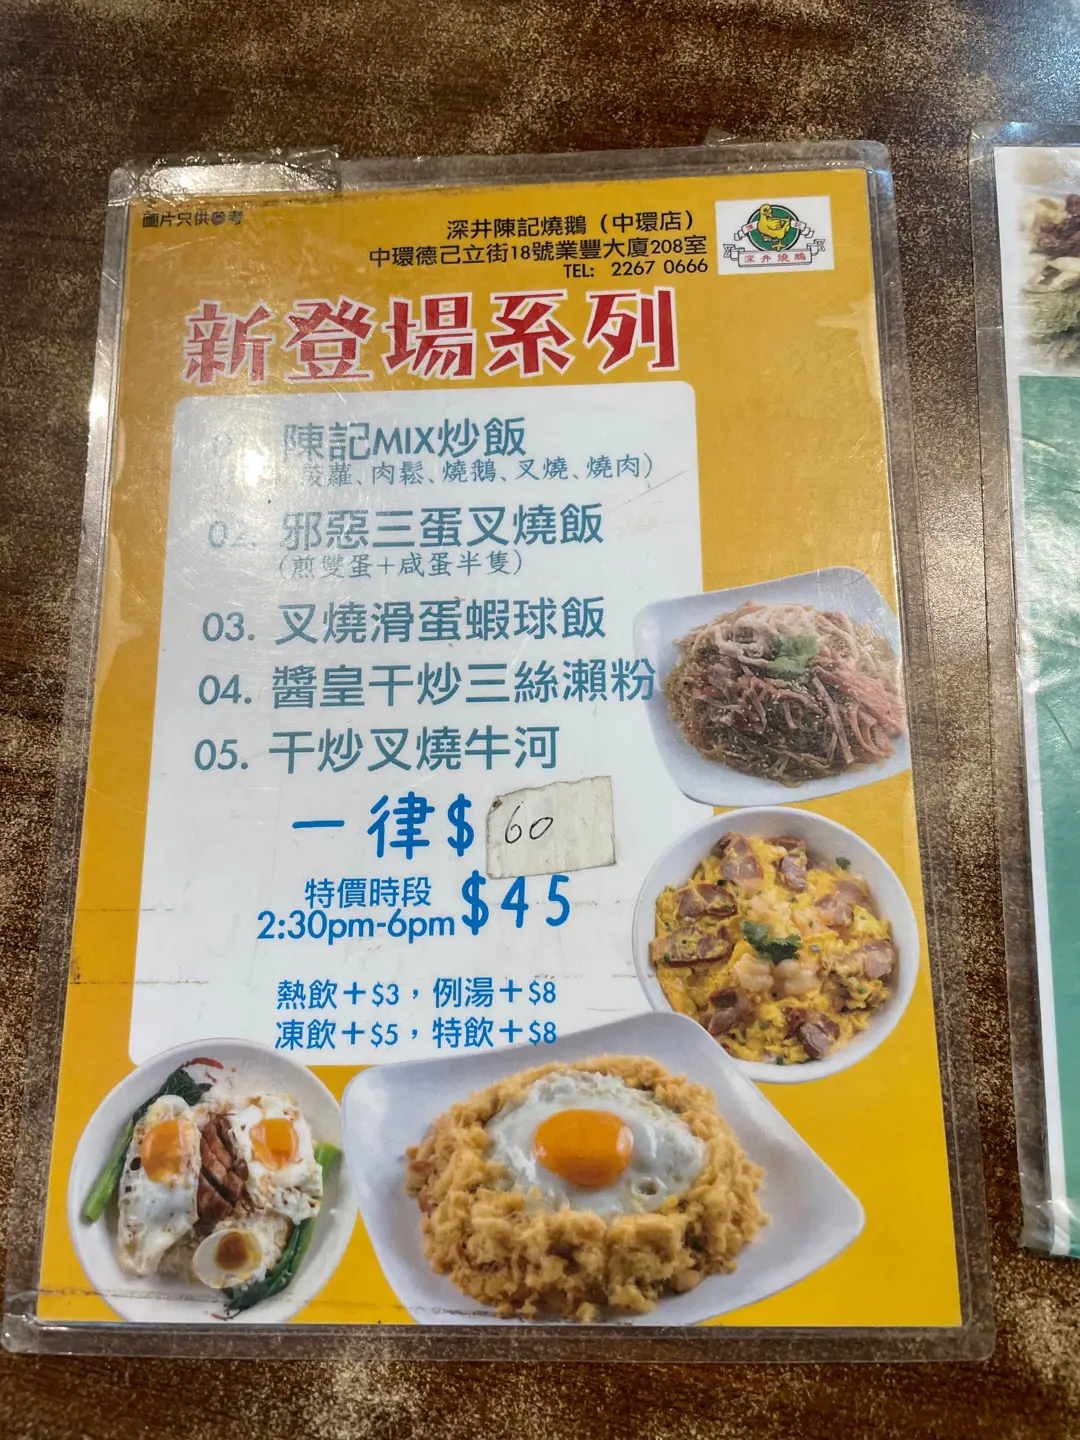 圖片只供參考
深井陳記燒鵝（中環店）
中環德己立街18號業豐大廈208室
TEL: 2267 0666
深井燒鵝
新登場系列
陳記MIX炒飯
菠蘿、肉鬆、燒鵝、叉燒、燒肉）
02. 邪惡三蛋叉燒飯
（煎雙蛋＋咸蛋半隻）
03. 叉燒滑蛋蝦球飯
04. 醬皇干炒三絲瀨粉
05. 干炒叉燒牛河
一律$ 60
特價時段
2:30pm-6pm $45
熱飲＋$3，例湯＋$8
凍飲＋$5，特飲＋$8